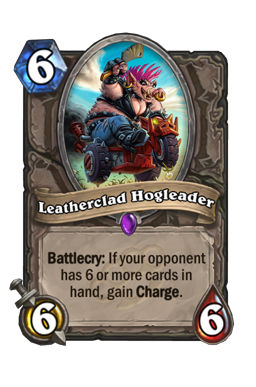 6
Leatherclad Hogleader
Battlecry: If your opponent
has 6 or more cards in
hand, gain Charge.
6 6